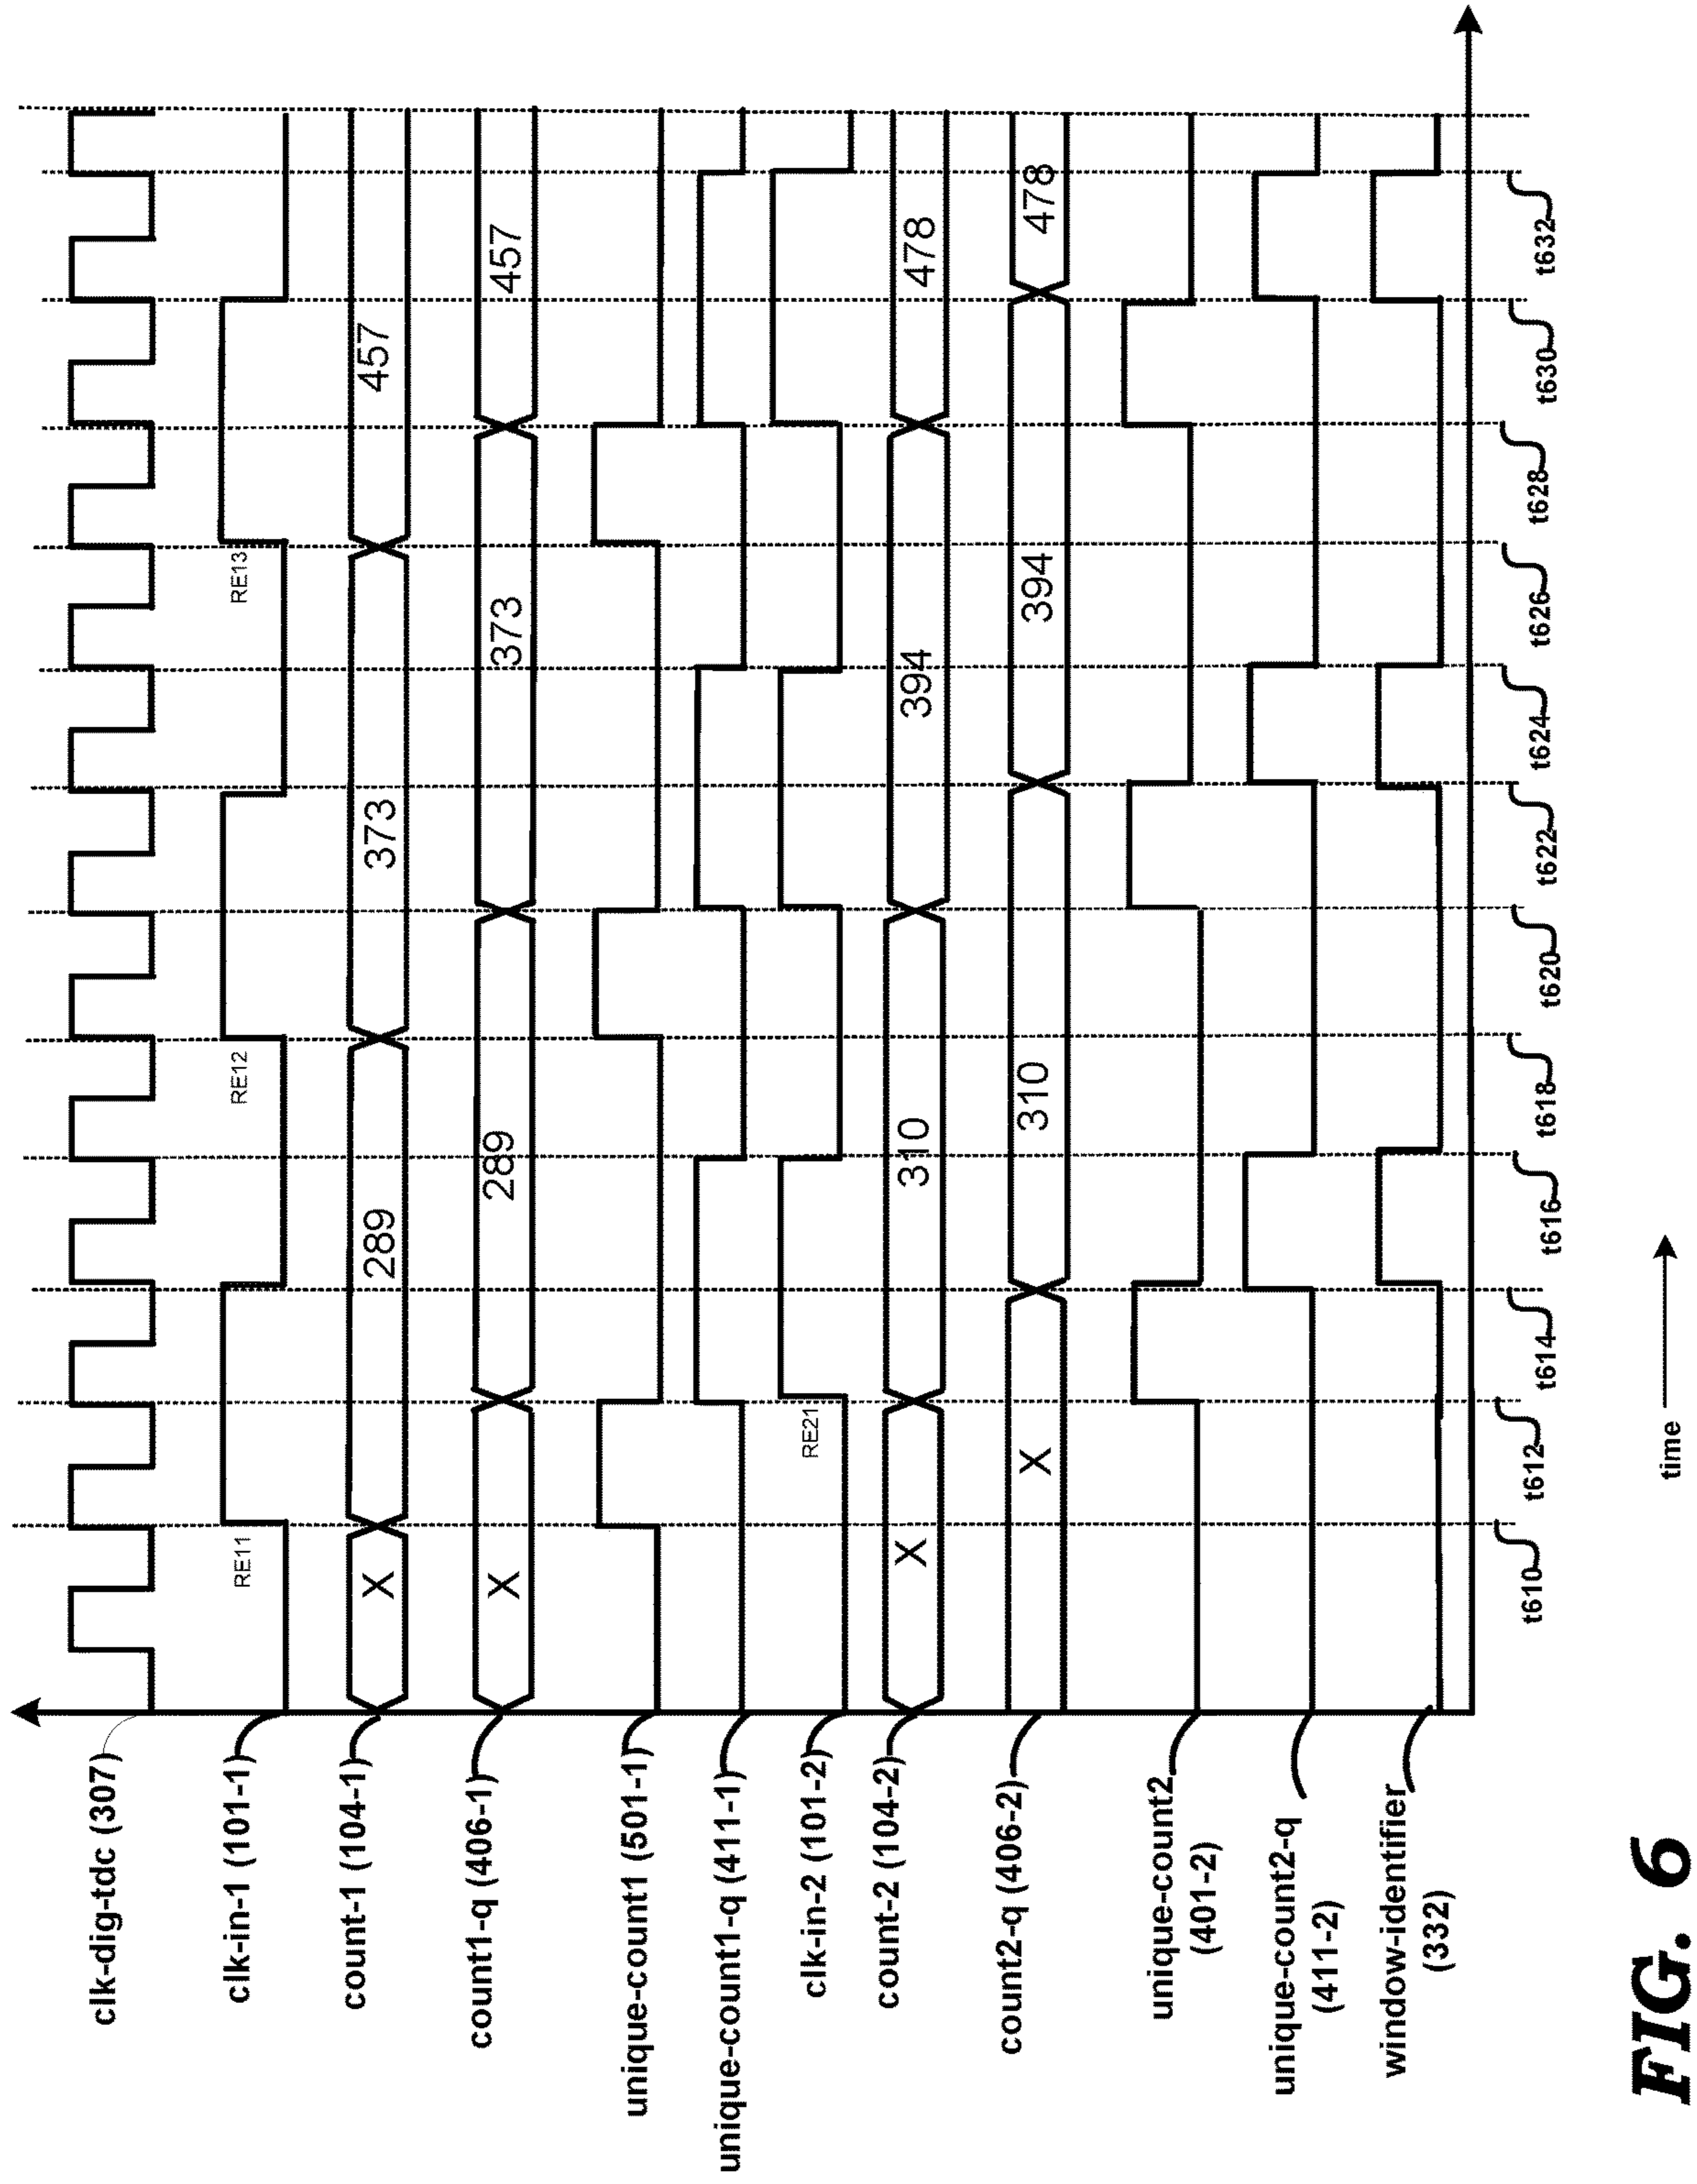 clk-dig-tdc (307)
clk-in-1 (101-1)
RE11
RE12
RE13
count-1 (104-1)
X
289
373
457
count1-q (406-1)
X
289
373
457
unique-count1 (501-1)
unique-count1-q (411-1)
clk-in-2 (101-2)
RE21
count-2 (104-2)
X
310
394
478
count2-q (406-2)
X
310
394
478
unique-count2
(401-2)
unique-count2-q
(411-2)
window-identifier
(332)
t610
t612
t614
t616
t618
t620
t622
t624
t626
t628
t630
t632
time
FIG. 6